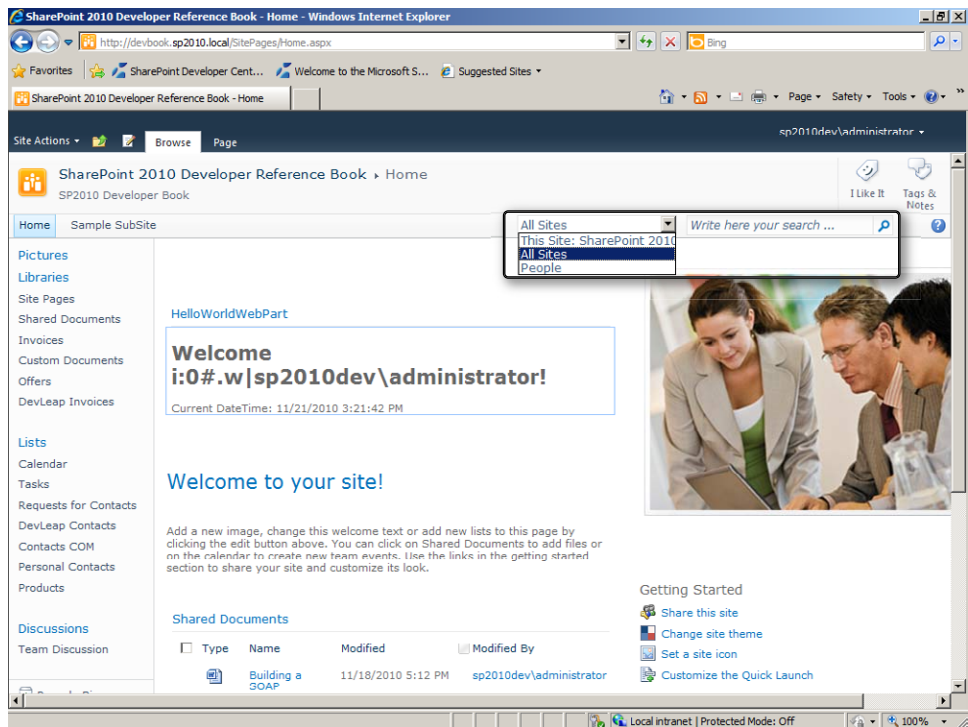 SharePoint 2010 Developer Reference Book - Home - Windows Internet Explorer
http://devbook.sp2010.local/SitePages/Home.aspx
Bing
Favorites SharePoint Developer Cent... Welcome to the Microsoft S... Suggested Sites
SharePoint 2010 Developer Reference Book - Home
Page Safety Tools
sp2010dev\administrator
Site Actions Browse Page
SharePoint 2010 Developer Reference Book Home
SP2010 Developer Book
I Like It Tags &
Notes
Home Sample SubSite
All Sites Write here your search ...
This Site: SharePoint 2010
All Sites
People
Pictures
Libraries
Site Pages
Shared Documents
Invoices
Custom Documents
Offers
DevLeap Invoices
Lists
Calendar
Tasks
Requests for Contacts
DevLeap Contacts
Contacts COM
Personal Contacts
Products
Discussions
Team Discussion
HelloWorldWebPart
Welcome
i:0#.w|sp2010dev\administrator!
Current DateTime: 11/21/2010 3:21:42 PM
Welcome to your site!
Add a new image, change this welcome text or add new lists to this page by
clicking the edit button above. You can click on Shared Documents to add files or
on the calendar to create new team events. Use the links in the getting started
section to share your site and customize its look.
Shared Documents
Type Name Modified Modified By
Building a 11/18/2010 5:12 PM sp2010dev\administrator
SOAP
Getting Started
Share this site
Change site theme
Set a site icon
Customize the Quick Launch
Local intranet | Protected Mode: Off 100%